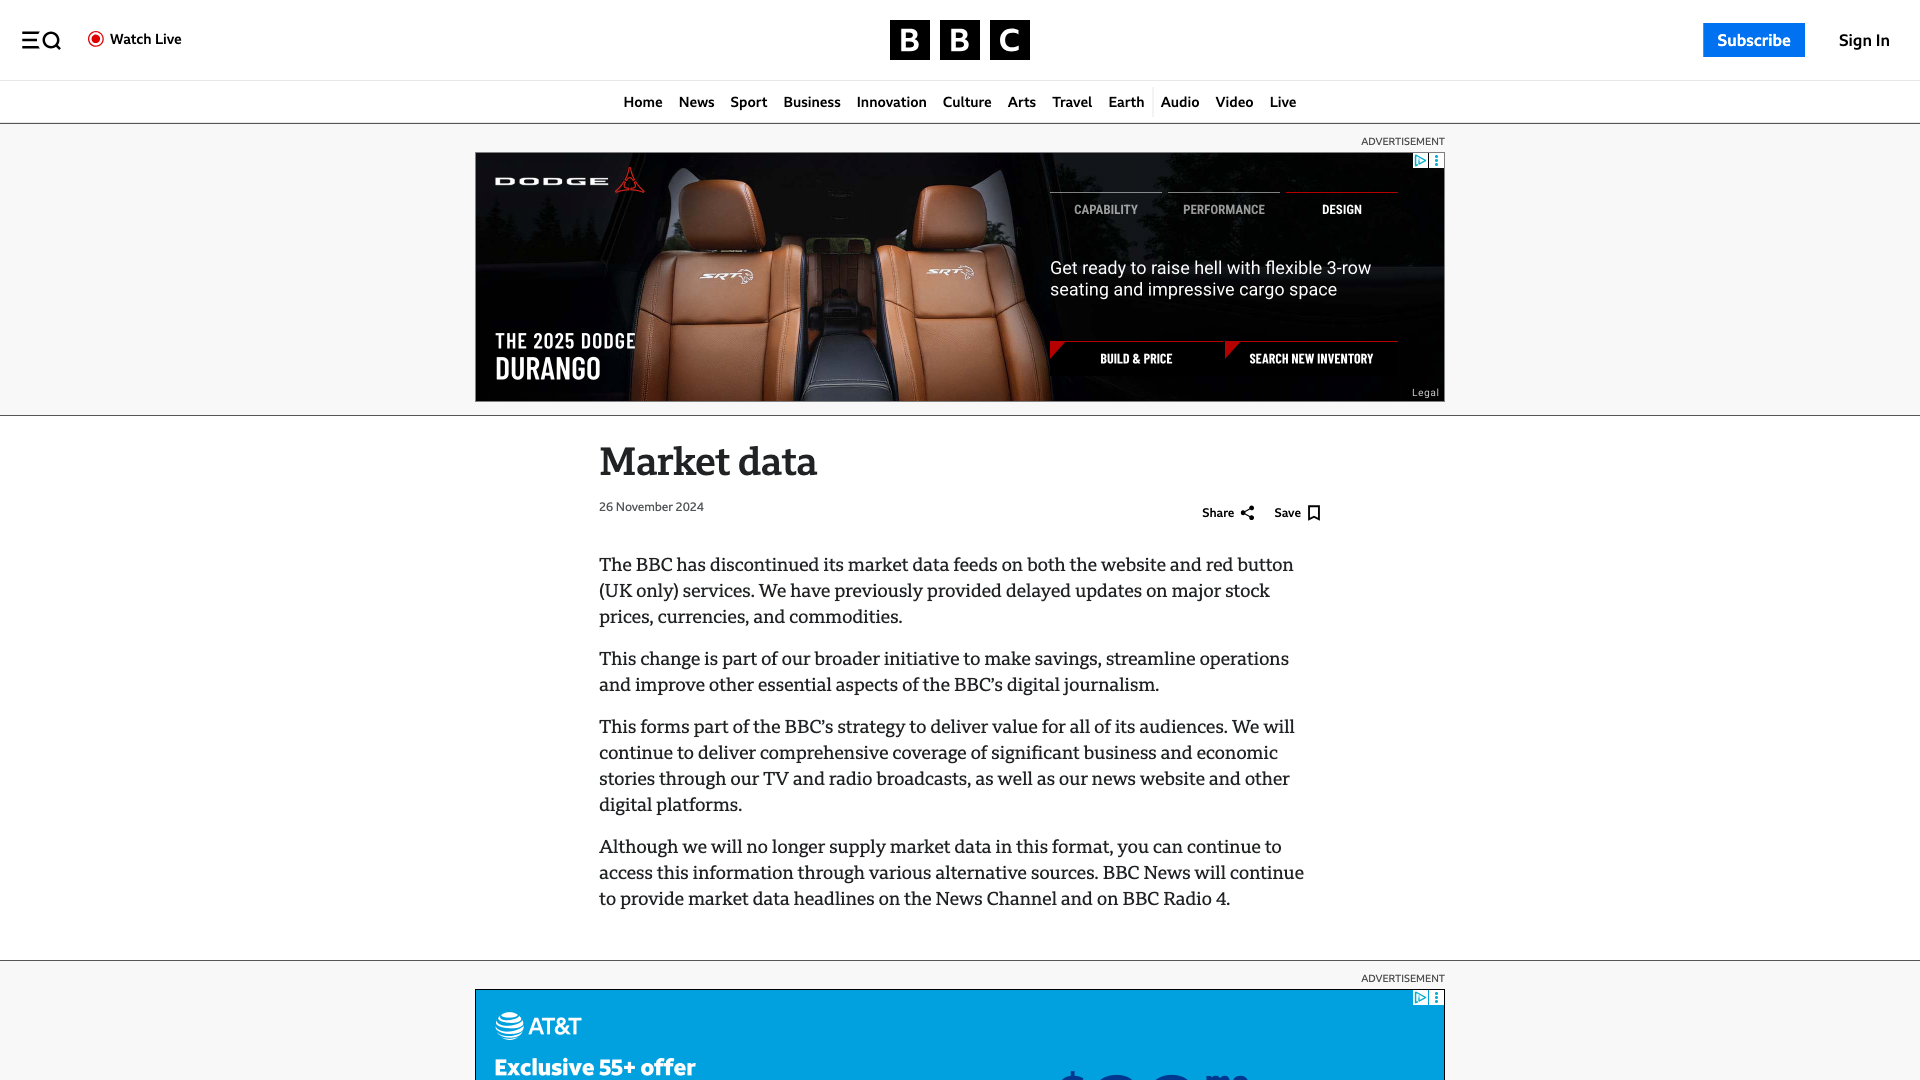 Watch Live
BBC
Subscribe
Sign In
Home News Sport Business Innovation Culture Arts Travel Earth Audio Video Live
ADVERTISEMENT
DODGE
CAPABILITY
PERFORMANCE
DESIGN
SRT
SRT
Get ready to raise hell with flexible 3-row
seating and impressive cargo space
THE 2025 DODGE
DURANGO
BUILD & PRICE
SEARCH NEW INVENTORY
Legal
Market data
26 November 2024
Share
Save
The BBC has discontinued its market data feeds on both the website and red button
(UK only) services. We have previously provided delayed updates on major stock
prices, currencies, and commodities.
This change is part of our broader initiative to make savings, streamline operations
and improve other essential aspects of the BBC’s digital journalism.
This forms part of the BBC’s strategy to deliver value for all of its audiences. We will
continue to deliver comprehensive coverage of significant business and economic
stories through our TV and radio broadcasts, as well as our news website and other
digital platforms.
Although we will no longer supply market data in this format, you can continue to
access this information through various alternative sources. BBC News will continue
to provide market data headlines on the News Channel and on BBC Radio 4.
ADVERTISEMENT
AT&T
Exclusive 55+ offer